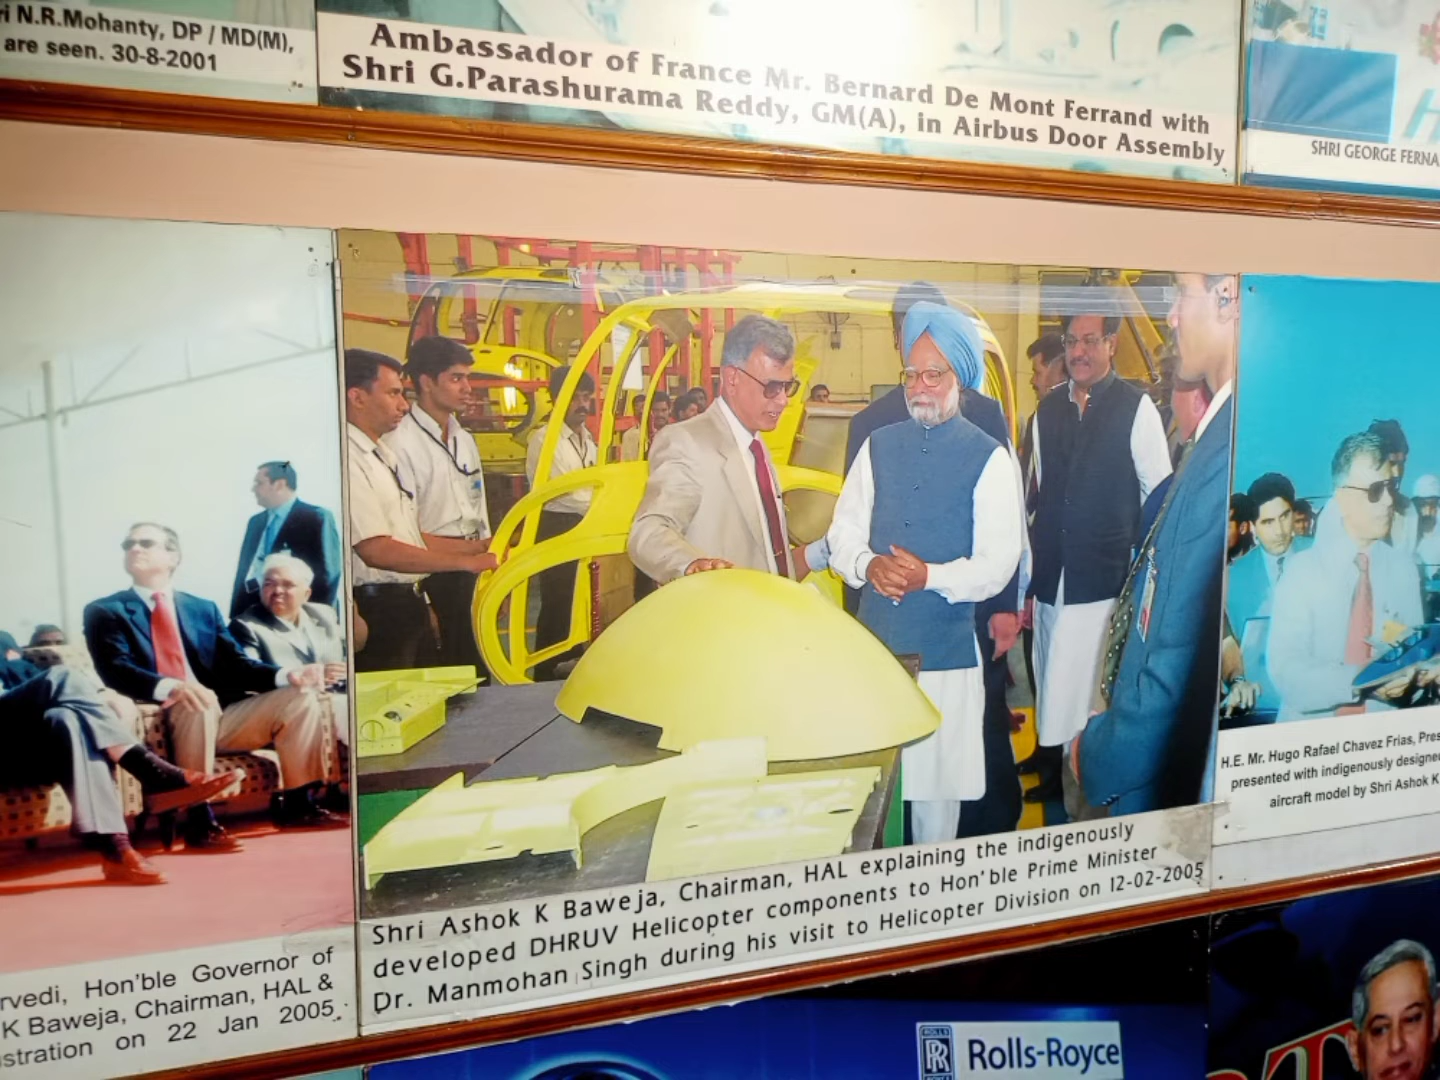 ri N.R.Mohanty, DP / MD(M),
are seen. 30-8-2001
Ambassador of France Mr. Bernard De Mont Ferrand with
Shri G.Parashurama Reddy, GM(A), in Airbus Door Assembly
SHRI GEORGE FERNA
rvedi, Hon'ble Governor of
K Baweja, Chairman, HAL &
stration on 22 Jan 2005.
Shri Ashok K Baweja, Chairman, HAL explaining the indigenously
developed DHRUV Helicopter components to Hon'ble Prime Minister
Dr. Manmohan Singh during his visit to Helicopter Division on 12-02-2005
H.E. Mr. Hugo Rafael Chavez Frias, Pres
presented with indigenously designe
aircraft model by Shri Ashok K
ROLLS
RR
ROYCE
Rolls-Royce